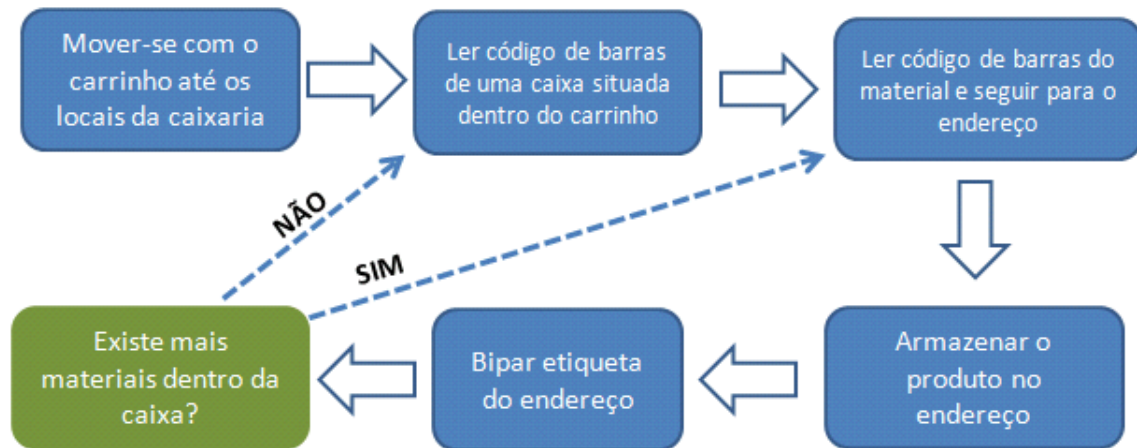 Mover-se com o
carrinho até os
locais da caixaria
Ler código de barras
de uma caixa situada
dentro do carrinho
Ler código de barras do
material e seguir para o
endereço
NÃO
SIM
Existe mais
materiais dentro da
caixa?
Bipar etiqueta
do endereço
Armazenar o
produto no
endereço